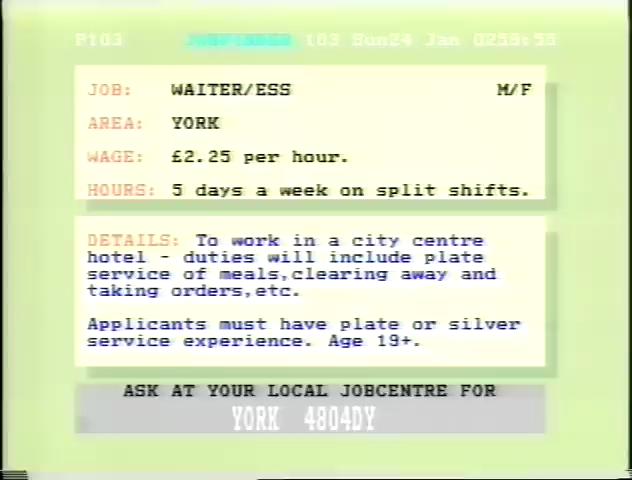 P103 JOBFINDER 103 Sun24 Jan 0258:55
JOB: WAITER/ESS M/F
AREA: YORK
WAGE: £2.25 per hour.
HOURS: 5 days a week on split shifts.
DETAILS: To work in a city centre
hotel - duties will include plate
service of meals,clearing away and
taking orders,etc.
Applicants must have plate or silver
service experience. Age 19+.
ASK AT YOUR LOCAL JOBCENTRE FOR
YORK 4804DY